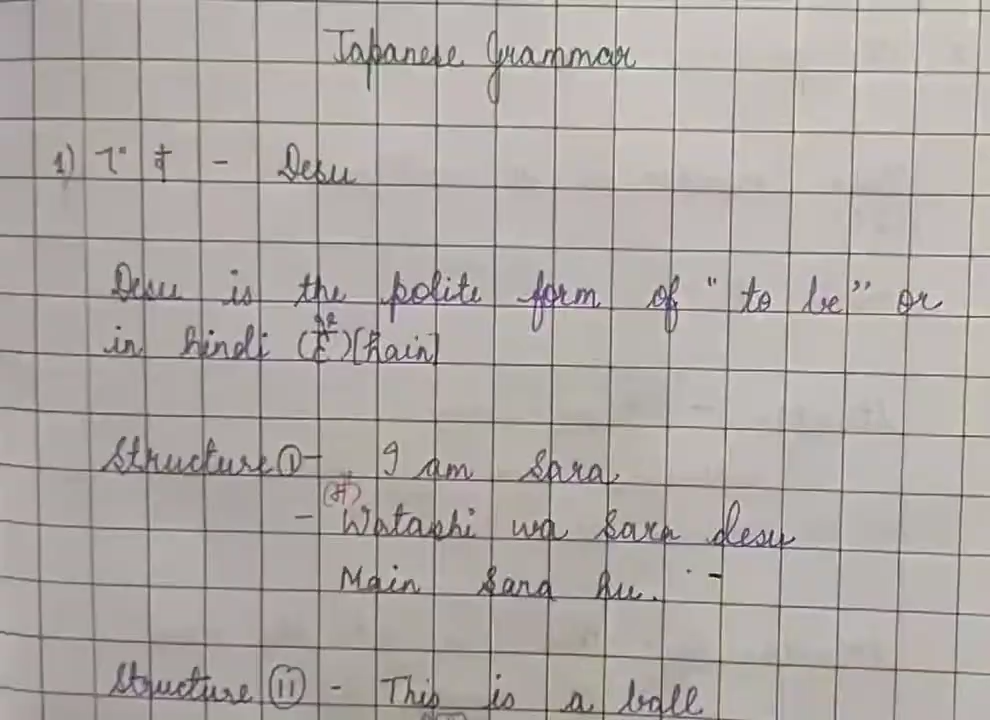 Japanese Grammar
1) です - Desu
Desu is the polite form of "to be" or
in hindi (है) [hain]
Structure ① - I am Sara.
(मैं)
- Watashi wa Sara desu
Main Sara hu.
Structure ⓘⓘ - This is a ball